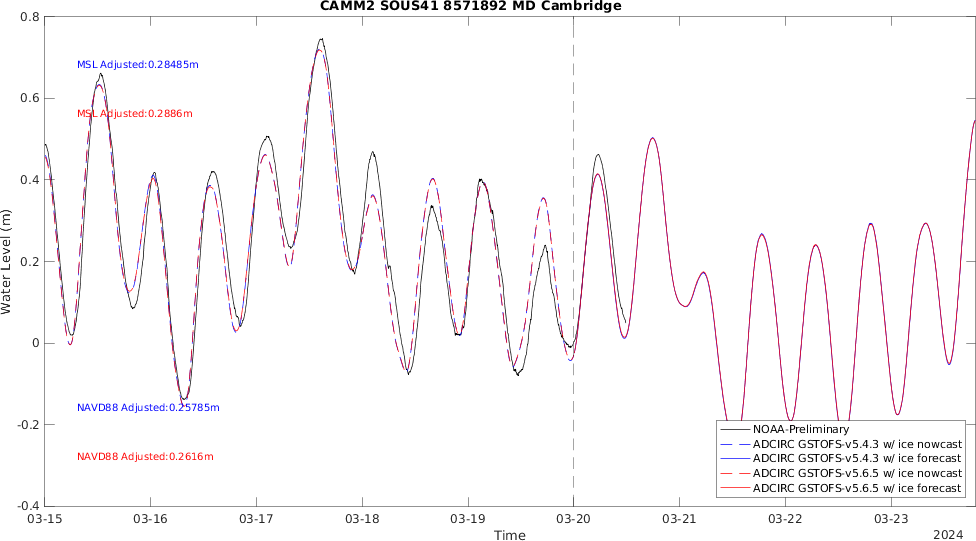 CAMM2 SOUS41 8571892 MD Cambridge
0.8
0.6
0.4
0.2
0
-0.2
-0.4
Water Level (m)
MSL Adjusted:0.28485m
MSL Adjusted:0.2886m
NAVD88 Adjusted:0.25785m
NAVD88 Adjusted:0.2616m
NOAA-Preliminary
ADCIRC GSTOFS-v5.4.3 w/ ice nowcast
ADCIRC GSTOFS-v5.4.3 w/ ice forecast
ADCIRC GSTOFS-v5.6.5 w/ ice nowcast
ADCIRC GSTOFS-v5.6.5 w/ ice forecast
03-15 03-16 03-17 03-18 03-19 03-20 03-21 03-22 03-23
Time
2024